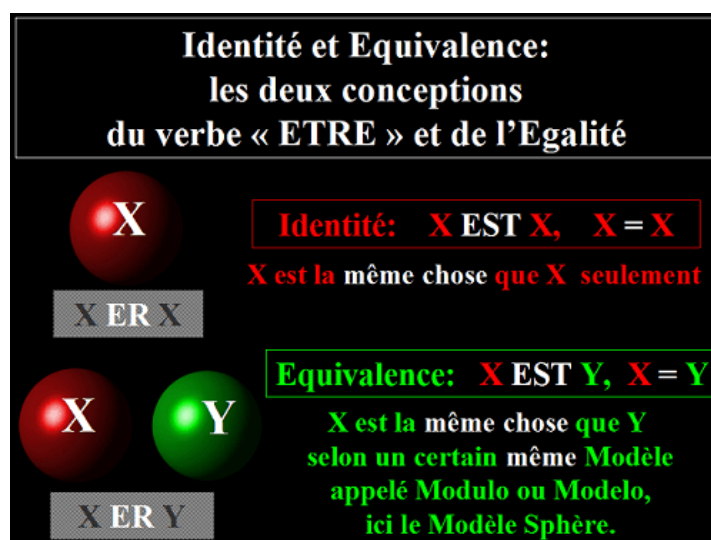 Identité et Equivalence:
les deux conceptions
du verbe « ETRE » et de l’Egalité
X
Identité: X EST X, X = X
X est la même chose que X seulement
X ER X
X
Y
Equivalence: X EST Y, X = Y
X est la même chose que Y
selon un certain même Modèle
appelé Modulo ou Modelo,
ici le Modèle Sphère.
X ER Y